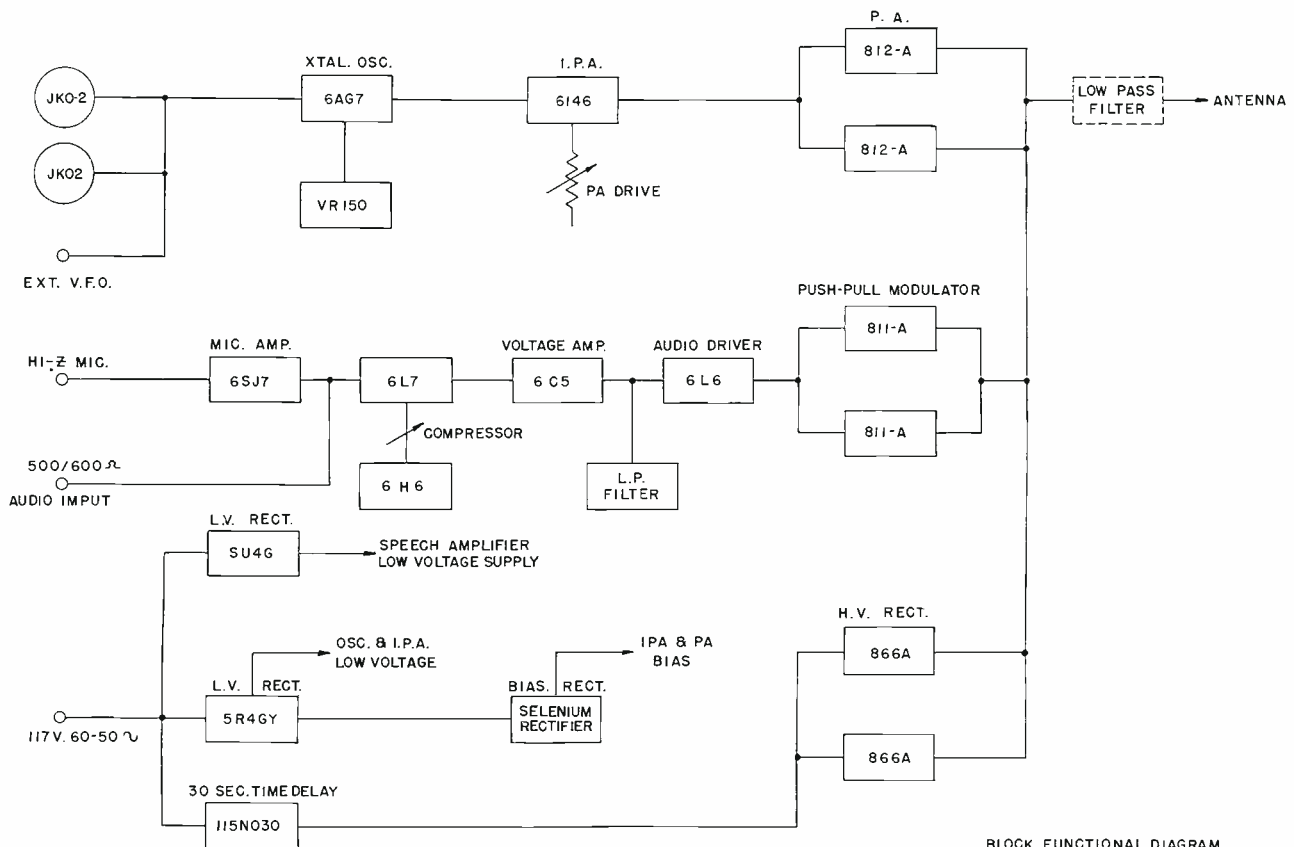 P. A.
812-A
XTAL. OSC.
I.P.A.
JKO-2
6AG7
6146
LOW PASS
FILTER
ANTENNA
812-A
JKO2
VR150
PA DRIVE
EXT. V.F.O.
PUSH-PULL MODULATOR
811-A
HI-Z MIC.
MIC. AMP.
VOLTAGE AMP.
AUDIO DRIVER
6SJ7
6L7
6C5
6L6
COMPRESSOR
811-A
500/600 Ω
AUDIO IMPUT
6H6
L.P.
FILTER
L.V. RECT.
SU4G
SPEECH AMPLIFIER
LOW VOLTAGE SUPPLY
H.V. RECT.
866A
OSC. & I.P.A.
LOW VOLTAGE
IPA & PA
BIAS
L.V. RECT.
BIAS. RECT.
5R4GY
SELENIUM
RECTIFIER
117V. 60-50 ∿
866A
30 SEC. TIME DELAY
115N030
BLOCK FUNCTIONAL DIAGRAM